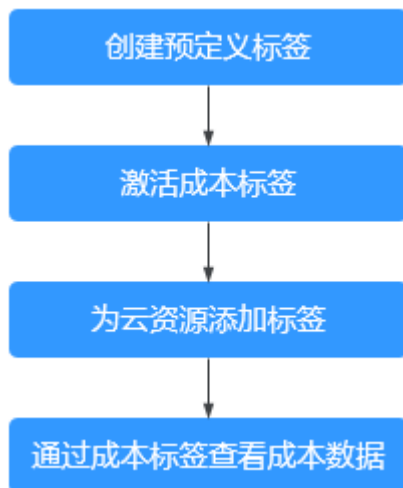 创建预定义标签
激活成本标签
为云资源添加标签
通过成本标签查看成本数据